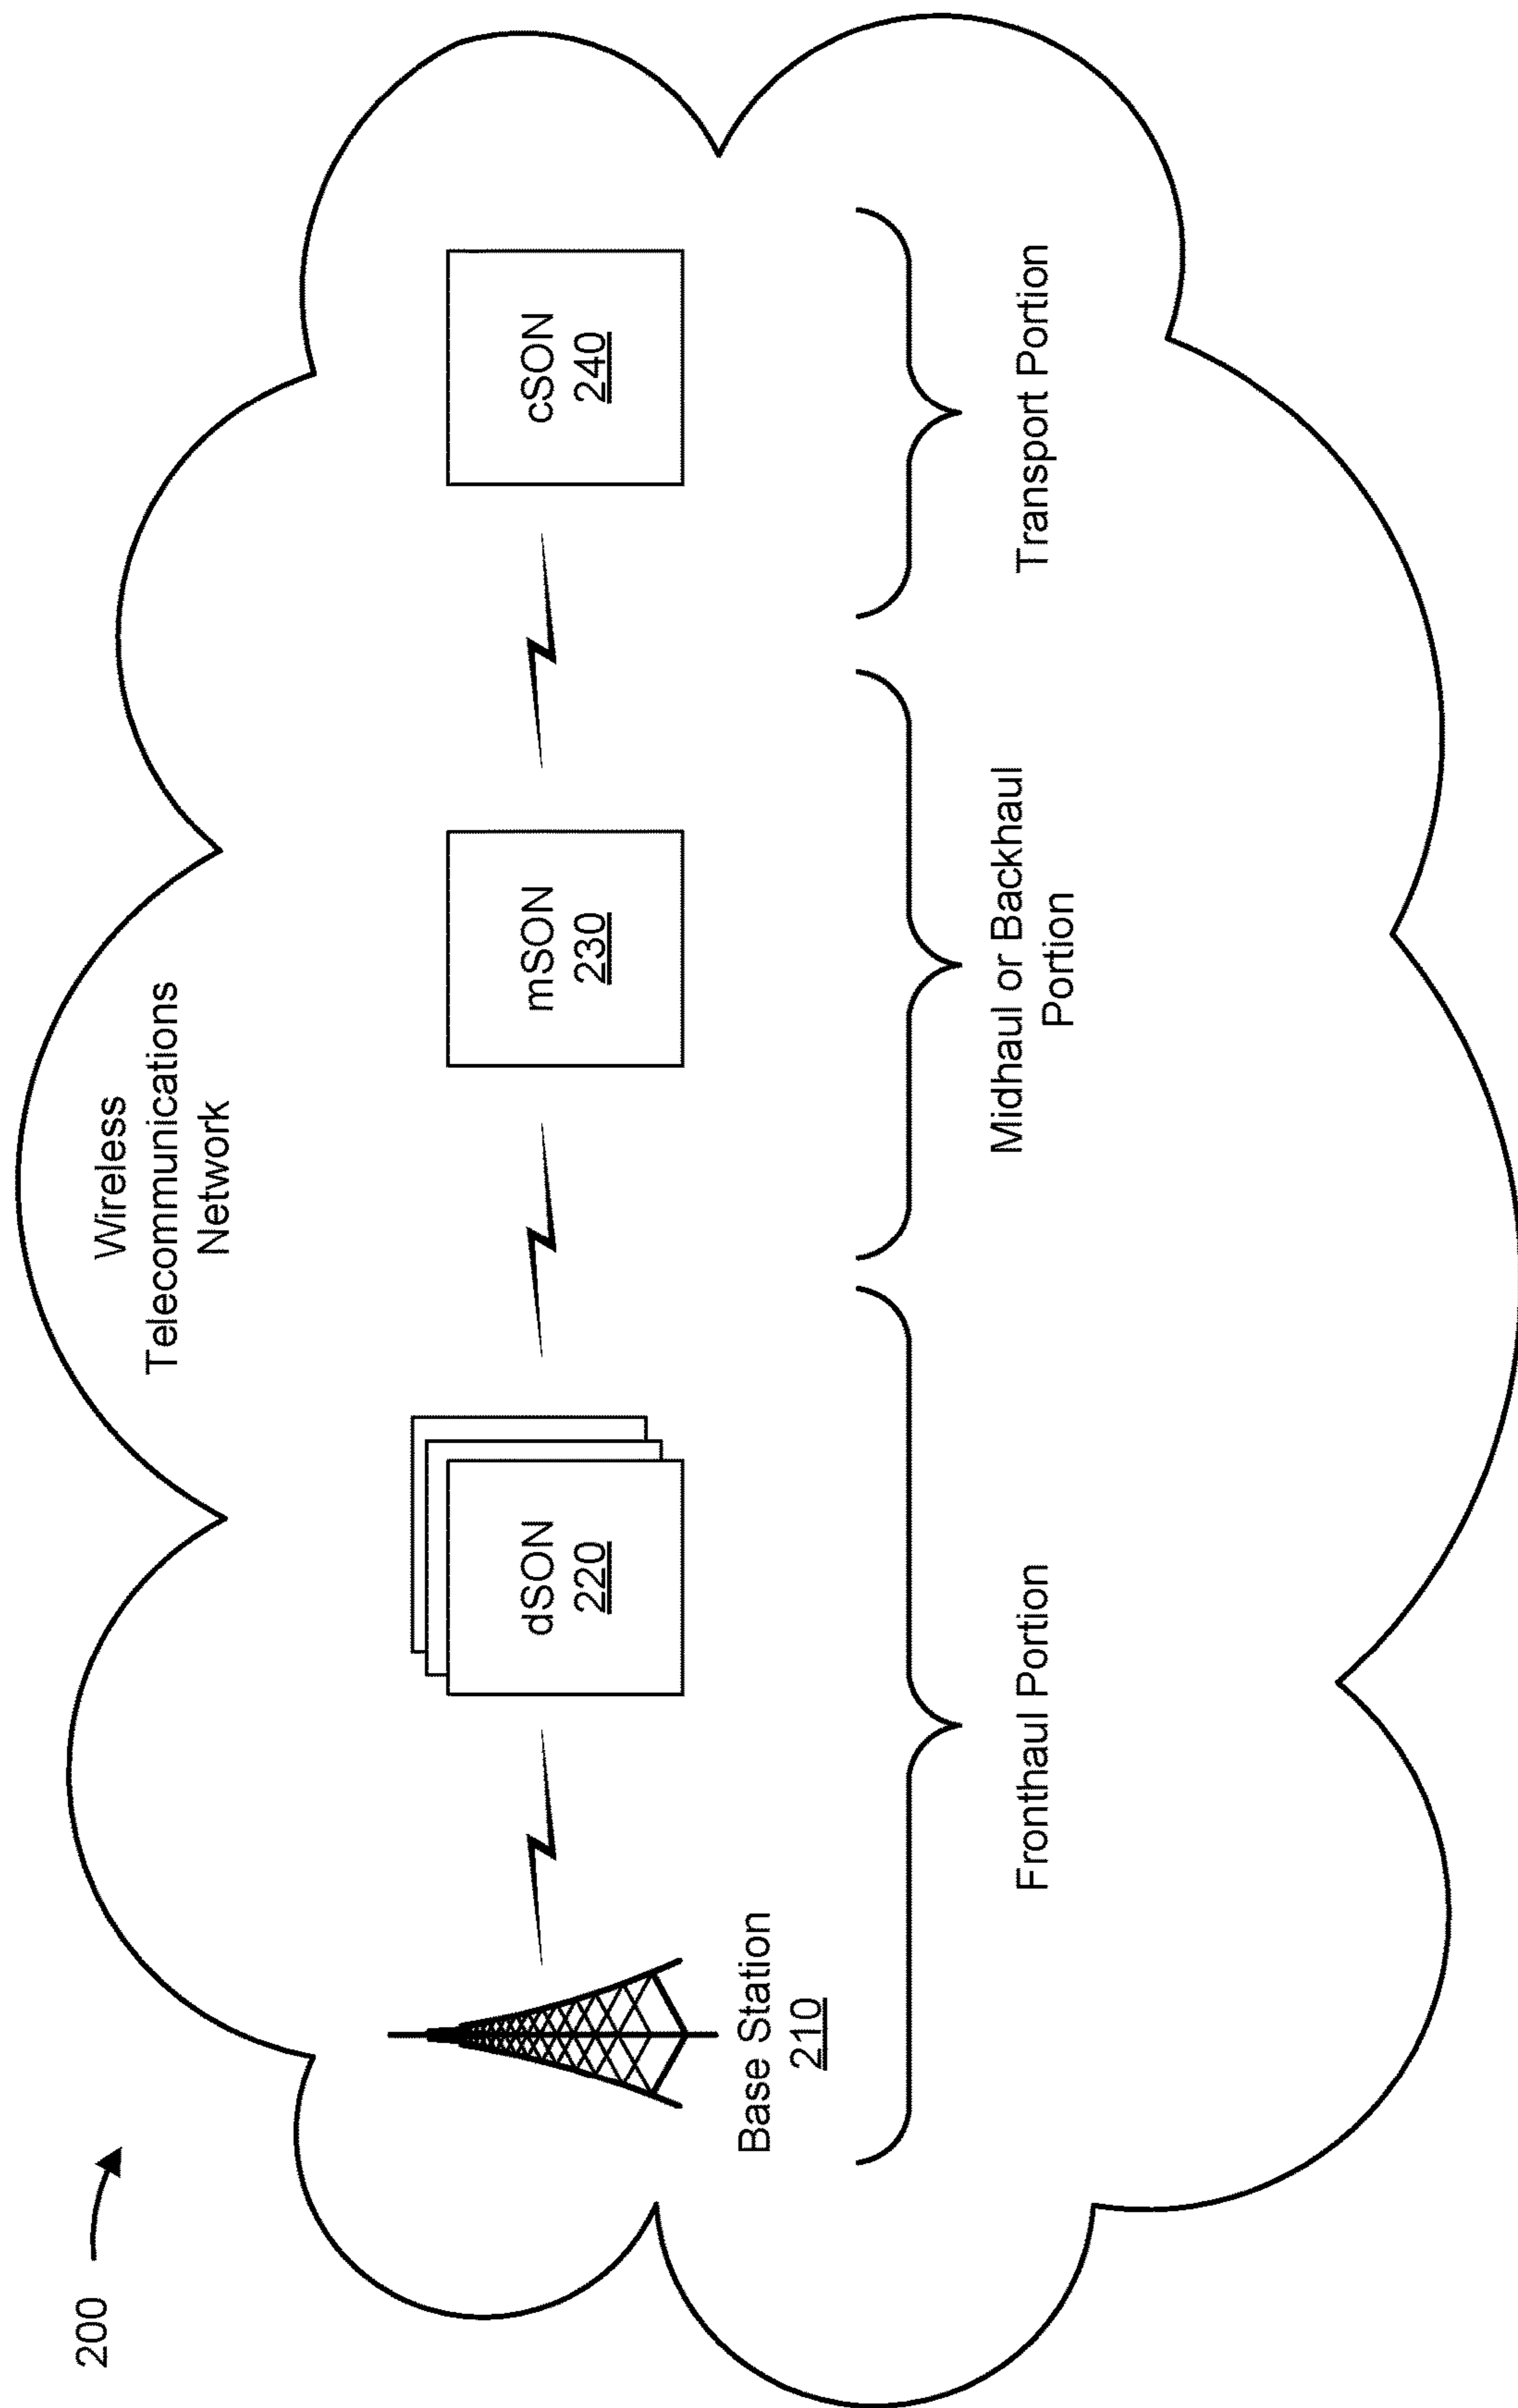 200
Wireless
Telecommunications
Network
Base Station
210
dSON
220
mSON
230
cSON
240
Fronthaul Portion
Midhaul or Backhaul
Portion
Transport Portion